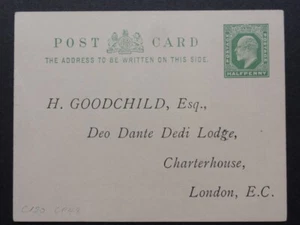 POST CARD
THE ADDRESS TO BE WRITTEN ON THIS SIDE.
HALFPENNY
H. GOODCHILD, Esq.,
Deo Dante Dedi Lodge,
Charterhouse,
London, E.C.